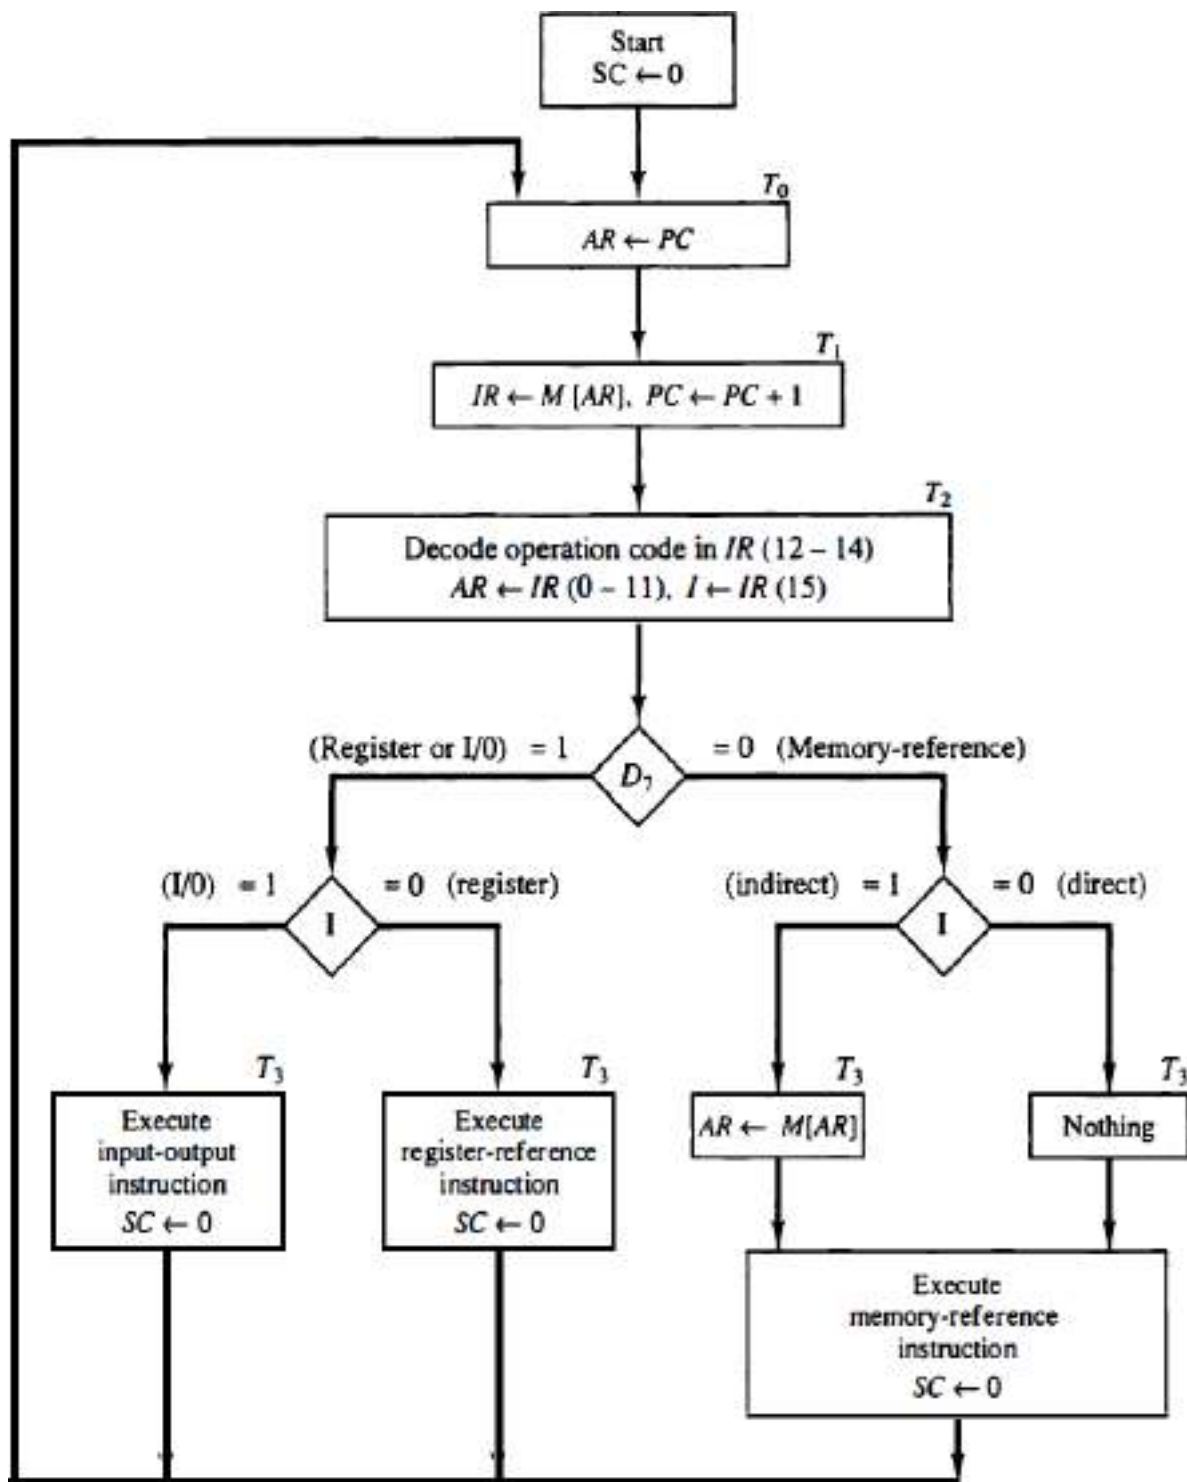 Start
SC ← 0
T₀
AR ← PC
T₁
IR ← M [AR], PC ← PC + 1
T₂
Decode operation code in IR (12 – 14)
AR ← IR (0 – 11), I ← IR (15)
(Register or I/0) = 1
D₇
= 0 (Memory-reference)
(I/0) = 1
I
= 0 (register)
(indirect) = 1
I
= 0 (direct)
T₃
Execute
input-output
instruction
SC ← 0
T₃
Execute
register-reference
instruction
SC ← 0
T₃
AR ← M[AR]
T₃
Nothing
Execute
memory-reference
instruction
SC ← 0